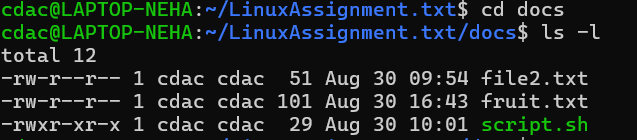 cdac@LAPTOP-NEHA:~/LinuxAssignment.txt$ cd docs
cdac@LAPTOP-NEHA:~/LinuxAssignment.txt/docs$ ls -l
total 12
-rw-r--r-- 1 cdac cdac  51 Aug 30 09:54 file2.txt
-rw-r--r-- 1 cdac cdac 101 Aug 30 16:43 fruit.txt
-rwxr-xr-x 1 cdac cdac  29 Aug 30 10:01 script.sh